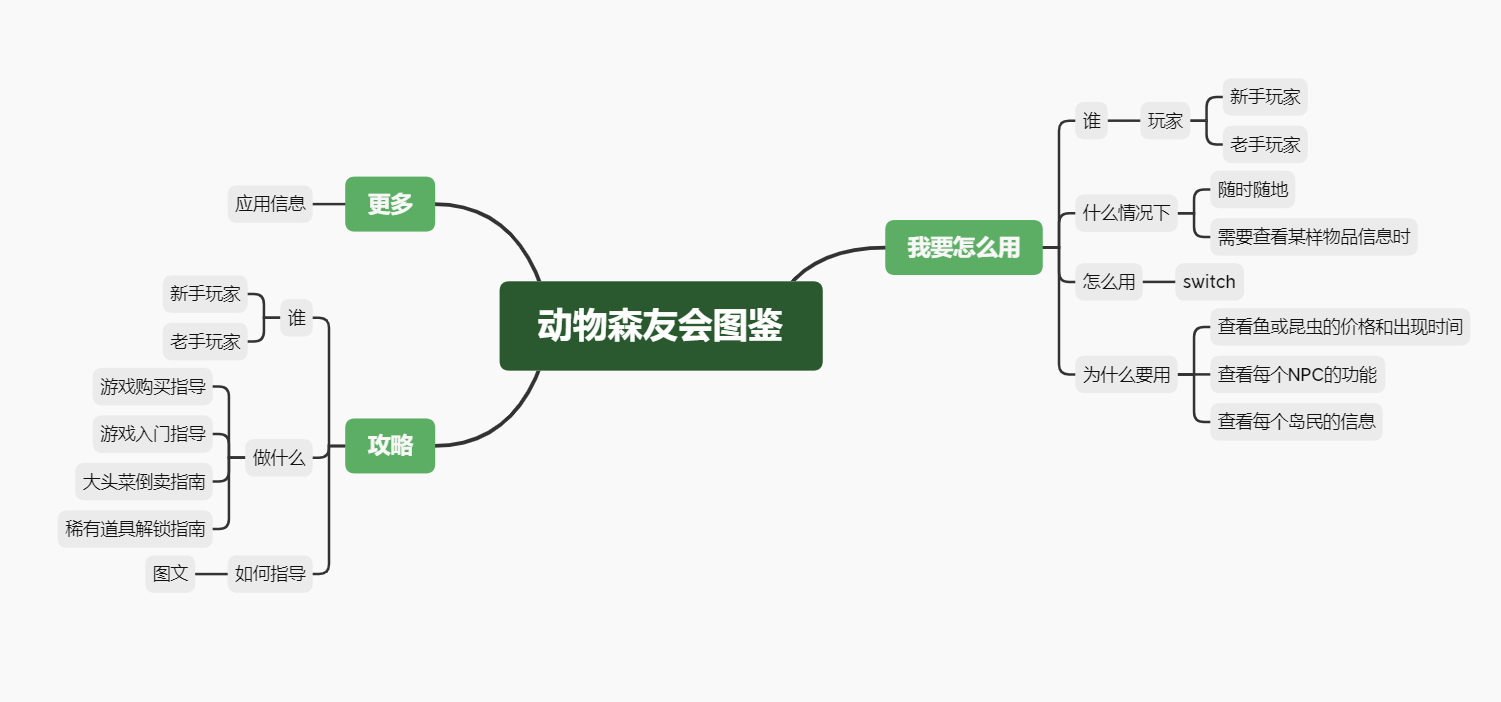 动物森友会图鉴
我要怎么用
谁
玩家
新手玩家
老手玩家
什么情况下
随时随地
需要查看某样物品信息时
怎么用
switch
为什么要用
查看鱼或昆虫的价格和出现时间
查看每个NPC的功能
查看每个岛民的信息
更多
应用信息
攻略
谁
新手玩家
老手玩家
做什么
游戏购买指导
游戏入门指导
大头菜倒卖指南
稀有道具解锁指南
如何指导
图文